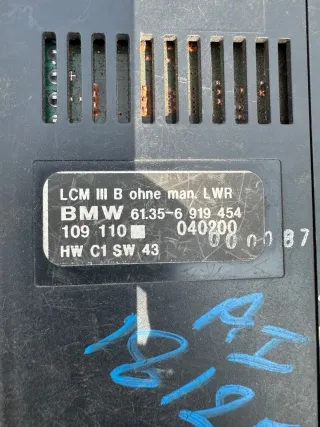 LCM III B ohne man. LWR
BMW 61.35-6 919 454
109 110 040200
000087
HW C1 SW 43
AI